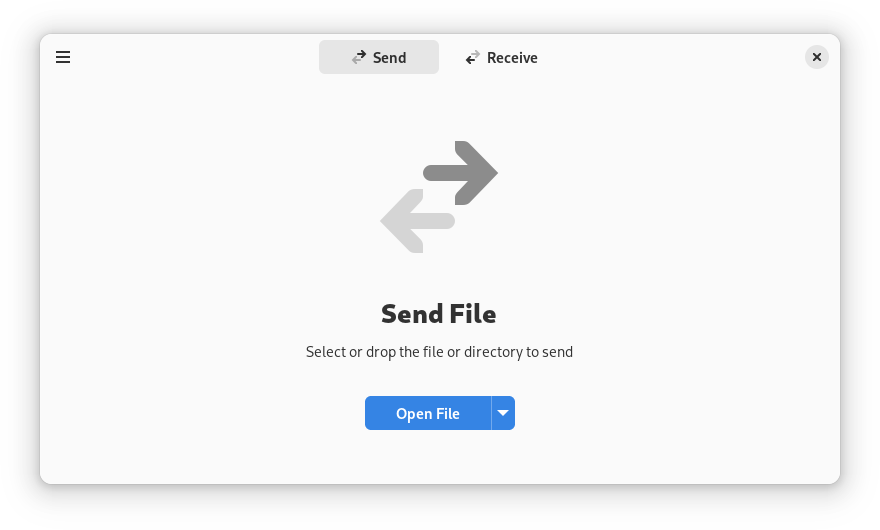 Send
Receive
Send File
Select or drop the file or directory to send
Open File